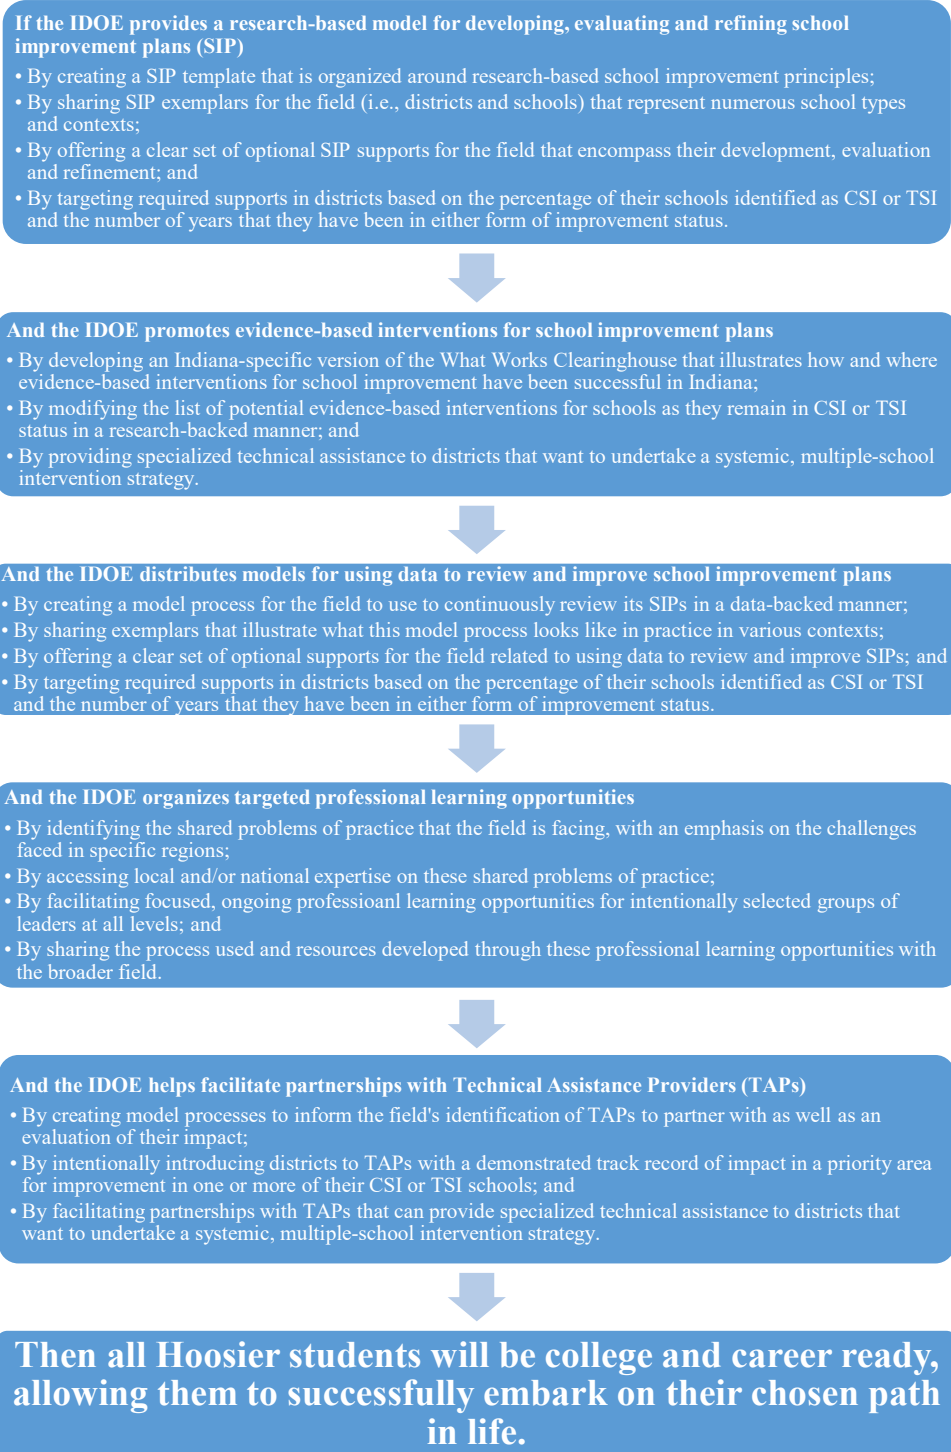 If the IDOE provides a research-based model for developing, evaluating and refining school
improvement plans (SIP)
• By creating a SIP template that is organized around research-based school improvement principles;
• By sharing SIP exemplars for the field (i.e., districts and schools) that represent numerous school types
and contexts;
• By offering a clear set of optional SIP supports for the field that encompass their development, evaluation
and refinement; and
• By targeting required supports in districts based on the percentage of their schools identified as CSI or TSI
and the number of years that they have been in either form of improvement status.
And the IDOE promotes evidence-based interventions for school improvement plans
• By developing an Indiana-specific version of the What Works Clearinghouse that illustrates how and where
evidence-based interventions for school improvement have been successful in Indiana;
• By modifying the list of potential evidence-based interventions for schools as they remain in CSI or TSI
status in a research-backed manner; and
• By providing specialized technical assistance to districts that want to undertake a systemic, multiple-school
intervention strategy.
And the IDOE distributes models for using data to review and improve school improvement plans
• By creating a model process for the field to use to continuously review its SIPs in a data-backed manner;
• By sharing exemplars that illustrate what this model process looks like in practice in various contexts;
• By offering a clear set of optional supports for the field related to using data to review and improve SIPs; and
• By targeting required supports in districts based on the percentage of their schools identified as CSI or TSI
and the number of years that they have been in either form of improvement status.
And the IDOE organizes targeted professional learning opportunities
• By identifying the shared problems of practice that the field is facing, with an emphasis on the challenges
faced in specific regions;
• By accessing local and/or national expertise on these shared problems of practice;
• By facilitating focused, ongoing professioanl learning opportunities for intentionally selected groups of
leaders at all levels; and
• By sharing the process used and resources developed through these professional learning opportunities with
the broader field.
And the IDOE helps facilitate partnerships with Technical Assistance Providers (TAPs)
• By creating model processes to inform the field's identification of TAPs to partner with as well as an
evaluation of their impact;
• By intentionally introducing districts to TAPs with a demonstrated track record of impact in a priority area
for improvement in one or more of their CSI or TSI schools; and
• By facilitating partnerships with TAPs that can provide specialized technical assistance to districts that
want to undertake a systemic, multiple-school intervention strategy.
Then all Hoosier students will be college and career ready,
allowing them to successfully embark on their chosen path
in life.